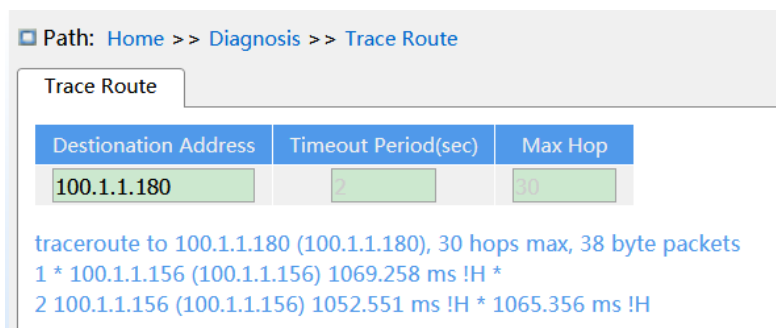 Path: Home >> Diagnosis >> Trace Route
Trace Route
Destionation Address Timeout Period(sec) Max Hop
100.1.1.180 2 30
traceroute to 100.1.1.180 (100.1.1.180), 30 hops max, 38 byte packets
1 * 100.1.1.156 (100.1.1.156) 1069.258 ms !H *
2 100.1.1.156 (100.1.1.156) 1052.551 ms !H * 1065.356 ms !H